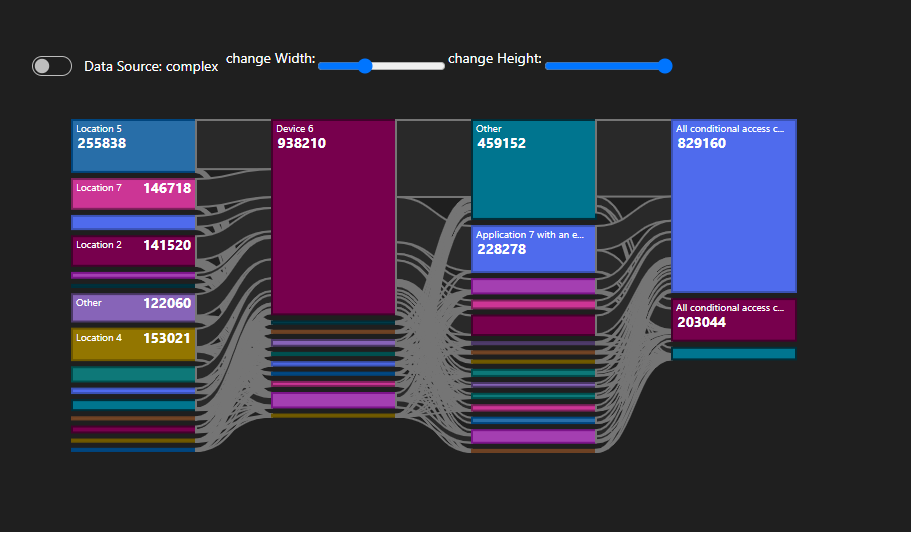 Data Source: complex change Width: change Height:
Location 5
255838
Location 7 146718
Location 2 141520
Other 122060
Location 4 153021
Device 6
938210
Other
459152
Application 7 with an e...
228278
All conditional access c...
829160
All conditional access c...
203044